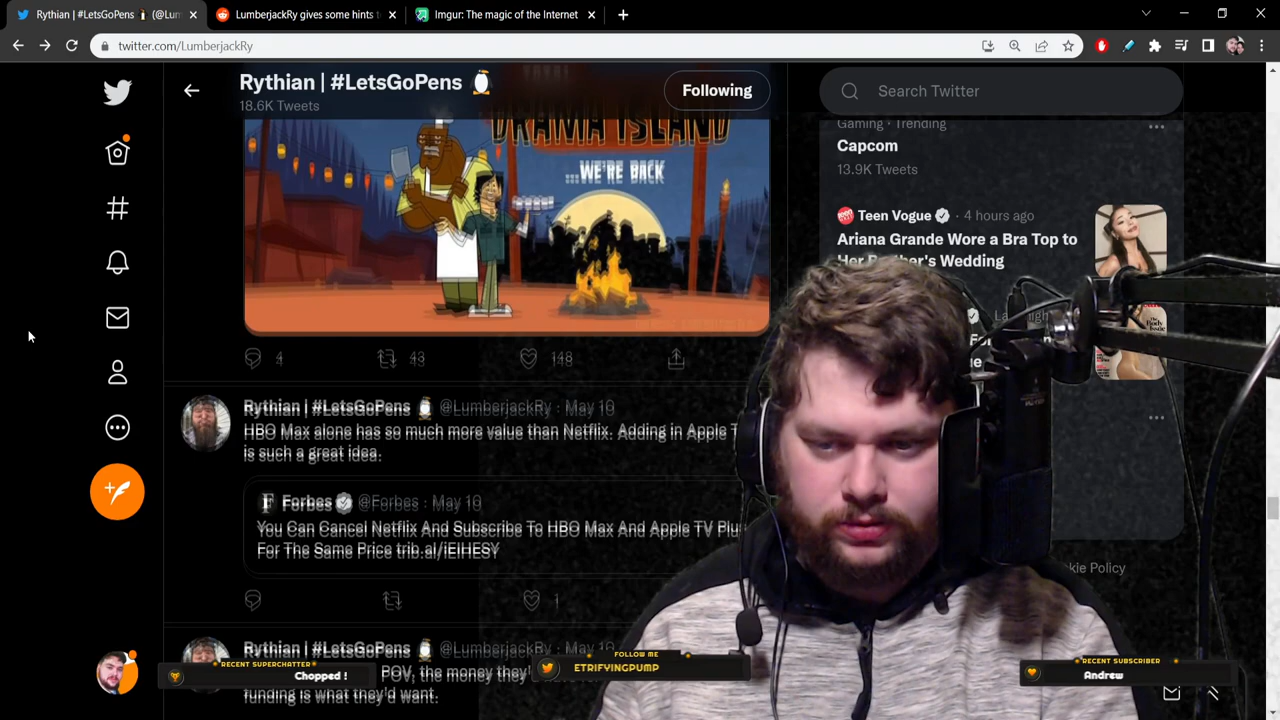 Rythian | #LetsGoPens 🐧 (@Lum
LumberjackRy gives some hints t
Imgur: The magic of the Internet
twitter.com/LumberjackRy
Rythian | #LetsGoPens 🐧
18.6K Tweets
Following
Search Twitter
DRAMA ISLAND
...WE'RE BACK
4
43
148
Rythian | #LetsGoPens 🐧 @LumberjackRy · May 10
HBO Max alone has so much more value than Netflix. Adding in Apple T
is such a great idea.
F Forbes @Forbes · May 10
You Can Cancel Netflix And Subscribe To HBO Max And Apple TV Plu
For The Same Price trib.al/iEIHESY
1
Rythian | #LetsGoPens 🐧 @LumberjackRy · May 10
POV, the money they'
funding is what they'd want.
Gaming · Trending
Capcom
13.9K Tweets
Teen Vogue · 4 hours ago
Ariana Grande Wore a Bra Top to
Her Brother's Wedding
kie Policy
RECENT SUPERCHATTER
Chopped !
FOLLOW ME
ETRIFYINGPUMP
RECENT SUBSCRIBER
Andrew